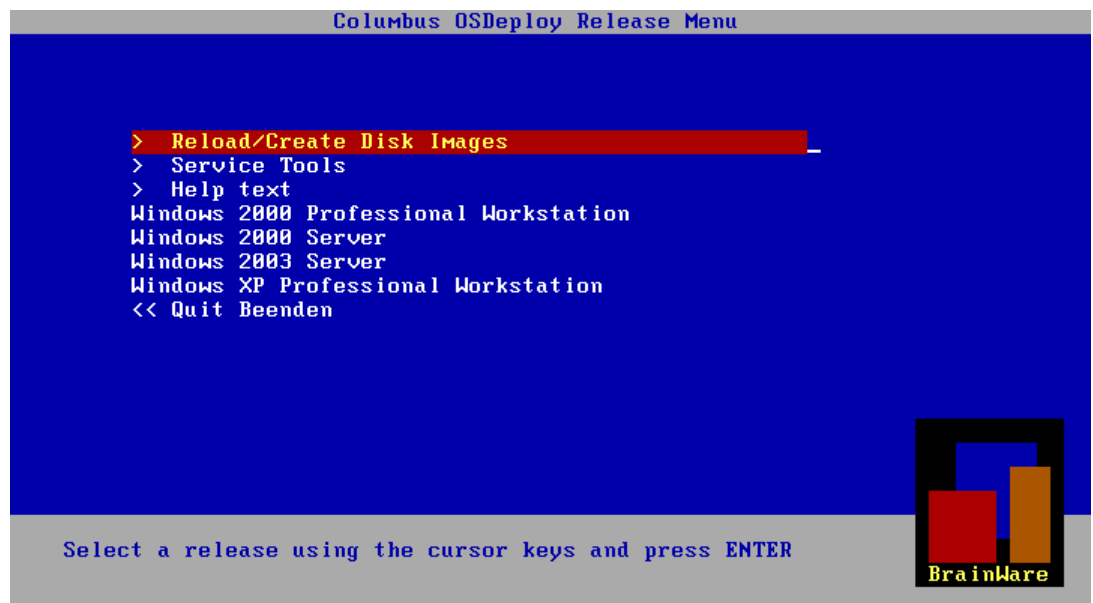 Columbus OSDeploy Release Menu
>  Reload/Create Disk Images
>  Service Tools
>  Help text
Windows 2000 Professional Workstation
Windows 2000 Server
Windows 2003 Server
Windows XP Professional Workstation
<< Quit Beenden
Select a release using the cursor keys and press ENTER
BrainWare